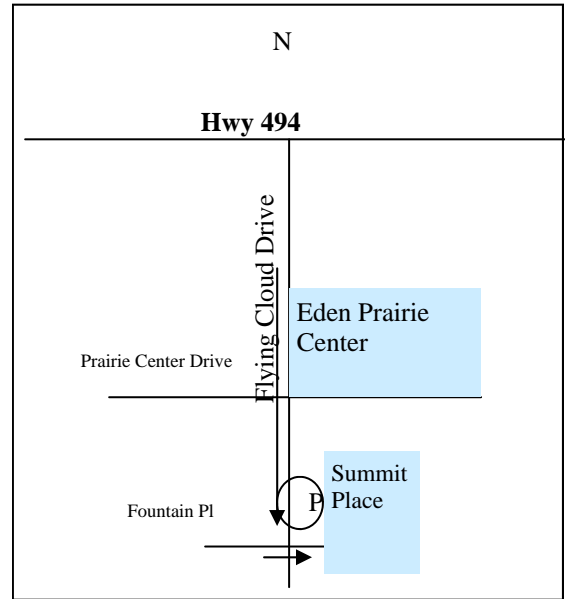 N
Hwy 494
Flying Cloud Drive
Eden Prairie
Center
Prairie Center Drive
Summit
Place
P
Fountain Pl